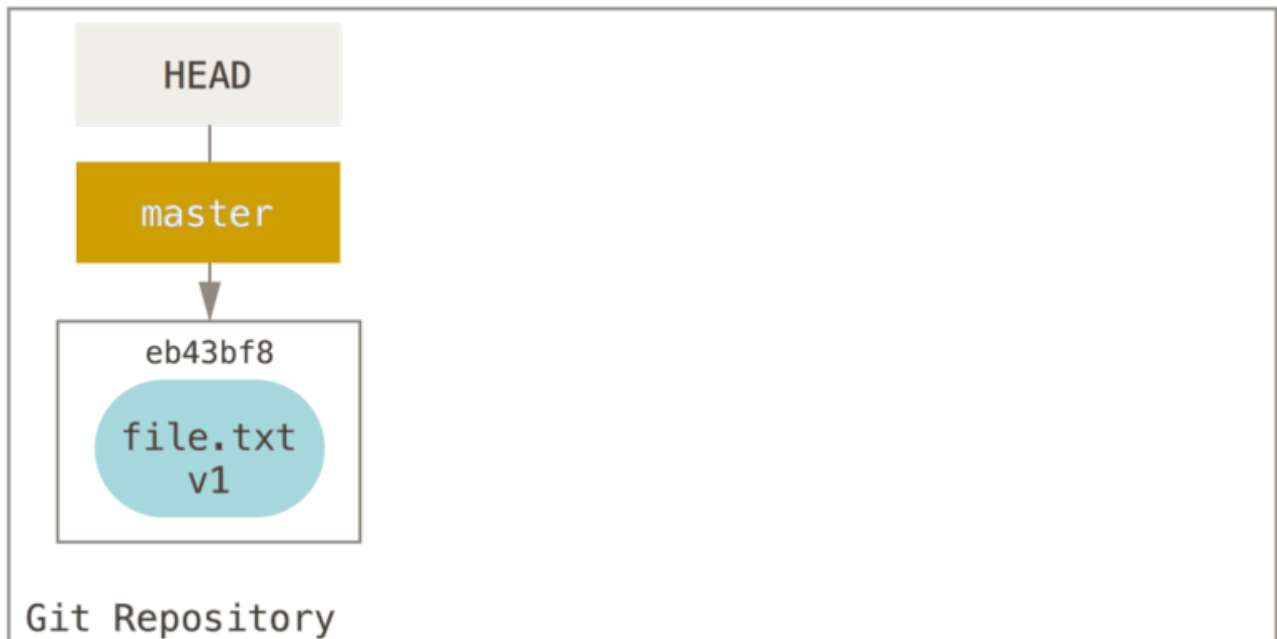 HEAD
master
eb43bf8
file.txt
v1
Git Repository